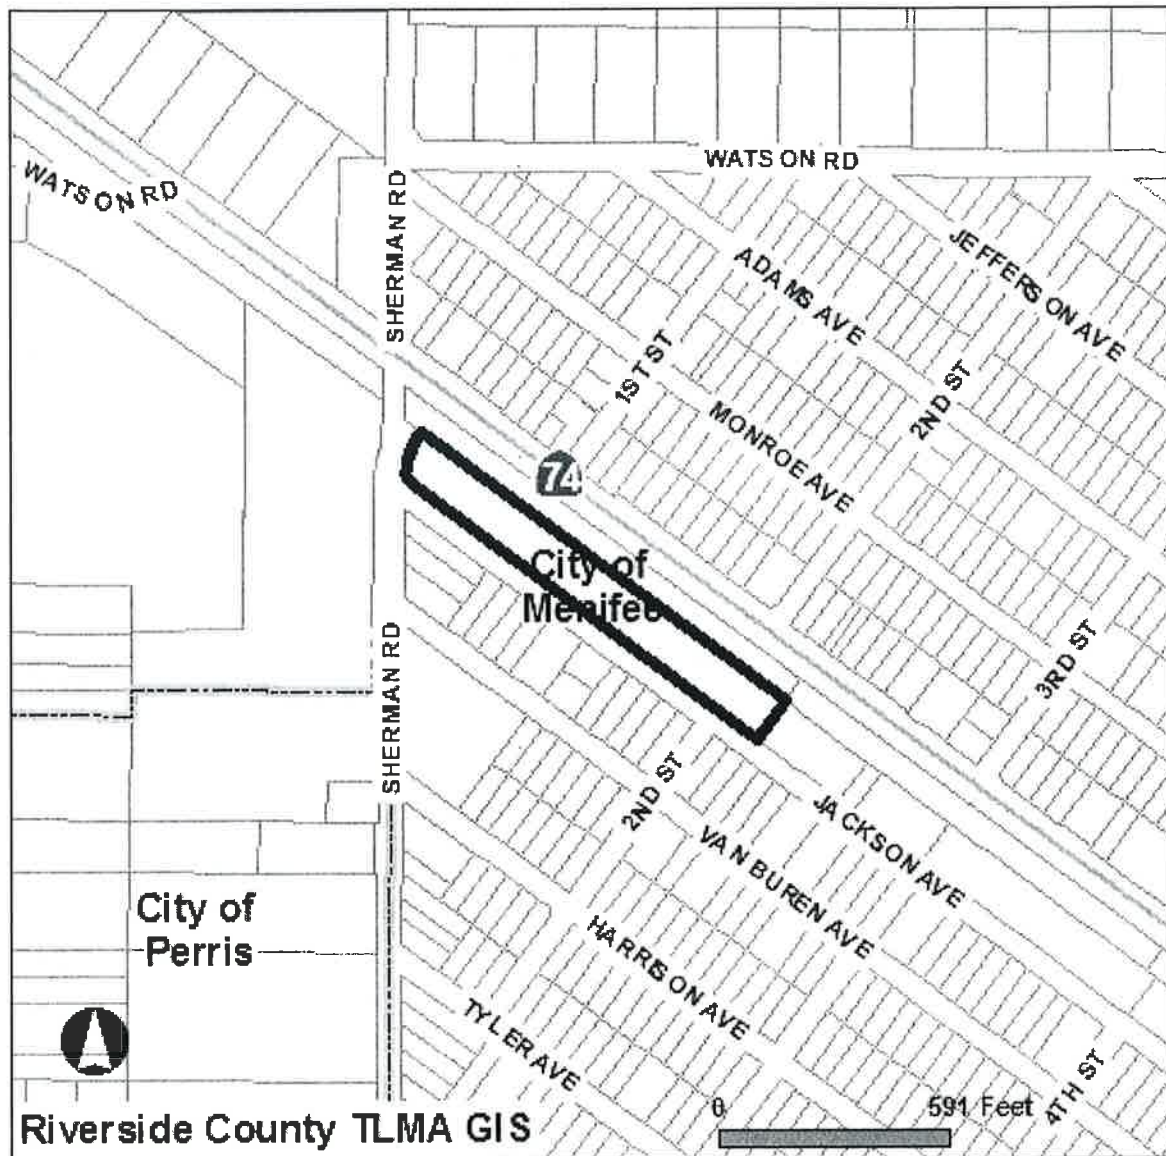 WATSON RD
WATSON RD
SHERMAN RD
JEFFERSON AVE
ADAMS AVE
1ST ST
2ND ST
MONROE AVE
74
City of
Menifee
3RD ST
SHERMAN RD
2ND ST
JACKSON AVE
VAN BUREN AVE
City of
Perris
HARRISON AVE
TYLER AVE
4TH ST
0 591 Feet
Riverside County TLMA GIS